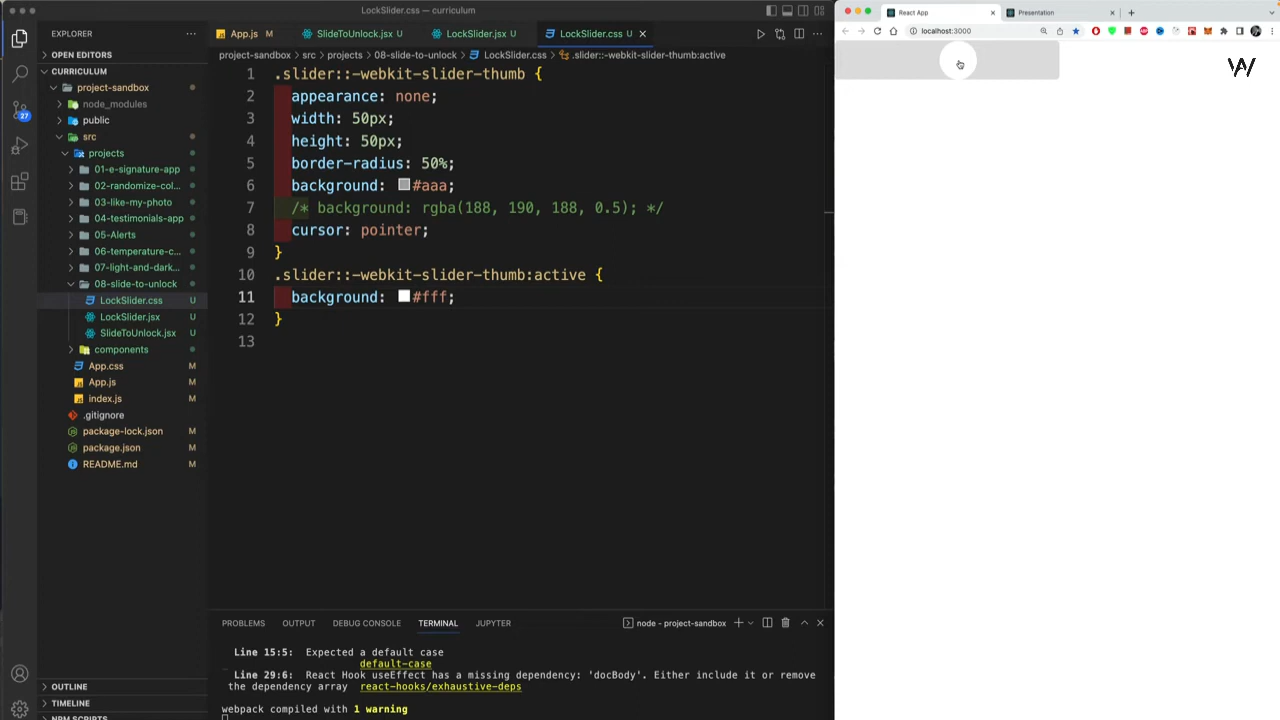 LockSlider.css — curriculum
EXPLORER
OPEN EDITORS
CURRICULUM
project-sandbox
node_modules
public
src
projects
01-e-signature-app
02-randomize-col...
03-like-my-photo
04-testimonials-app
05-Alerts
06-temperature-c...
07-light-and-dark...
08-slide-to-unlock
LockSlider.css U
LockSlider.jsx U
SlideToUnlock.jsx U
components
App.css M
App.js M
index.js M
.gitignore
package-lock.json M
package.json M
README.md M
OUTLINE
TIMELINE
NPM SCRIPTS
27
App.js M
SlideToUnlock.jsx U
LockSlider.jsx U
LockSlider.css U
project-sandbox > src > projects > 08-slide-to-unlock > LockSlider.css > .slider::-webkit-slider-thumb:active
1 .slider::-webkit-slider-thumb {
2 appearance: none;
3 width: 50px;
4 height: 50px;
5 border-radius: 50%;
6 background: #aaa;
7 /* background: rgba(188, 190, 188, 0.5); */
8 cursor: pointer;
9 }
10 .slider::-webkit-slider-thumb:active {
11 background: #fff;
12 }
13
PROBLEMS OUTPUT DEBUG CONSOLE TERMINAL JUPYTER
node - project-sandbox
Line 15:5: Expected a default case
default-case
Line 29:6: React Hook useEffect has a missing dependency: 'docBody'. Either include it or remove
the dependency array react-hooks/exhaustive-deps
webpack compiled with 1 warning
React App
Presentation
localhost:3000
W